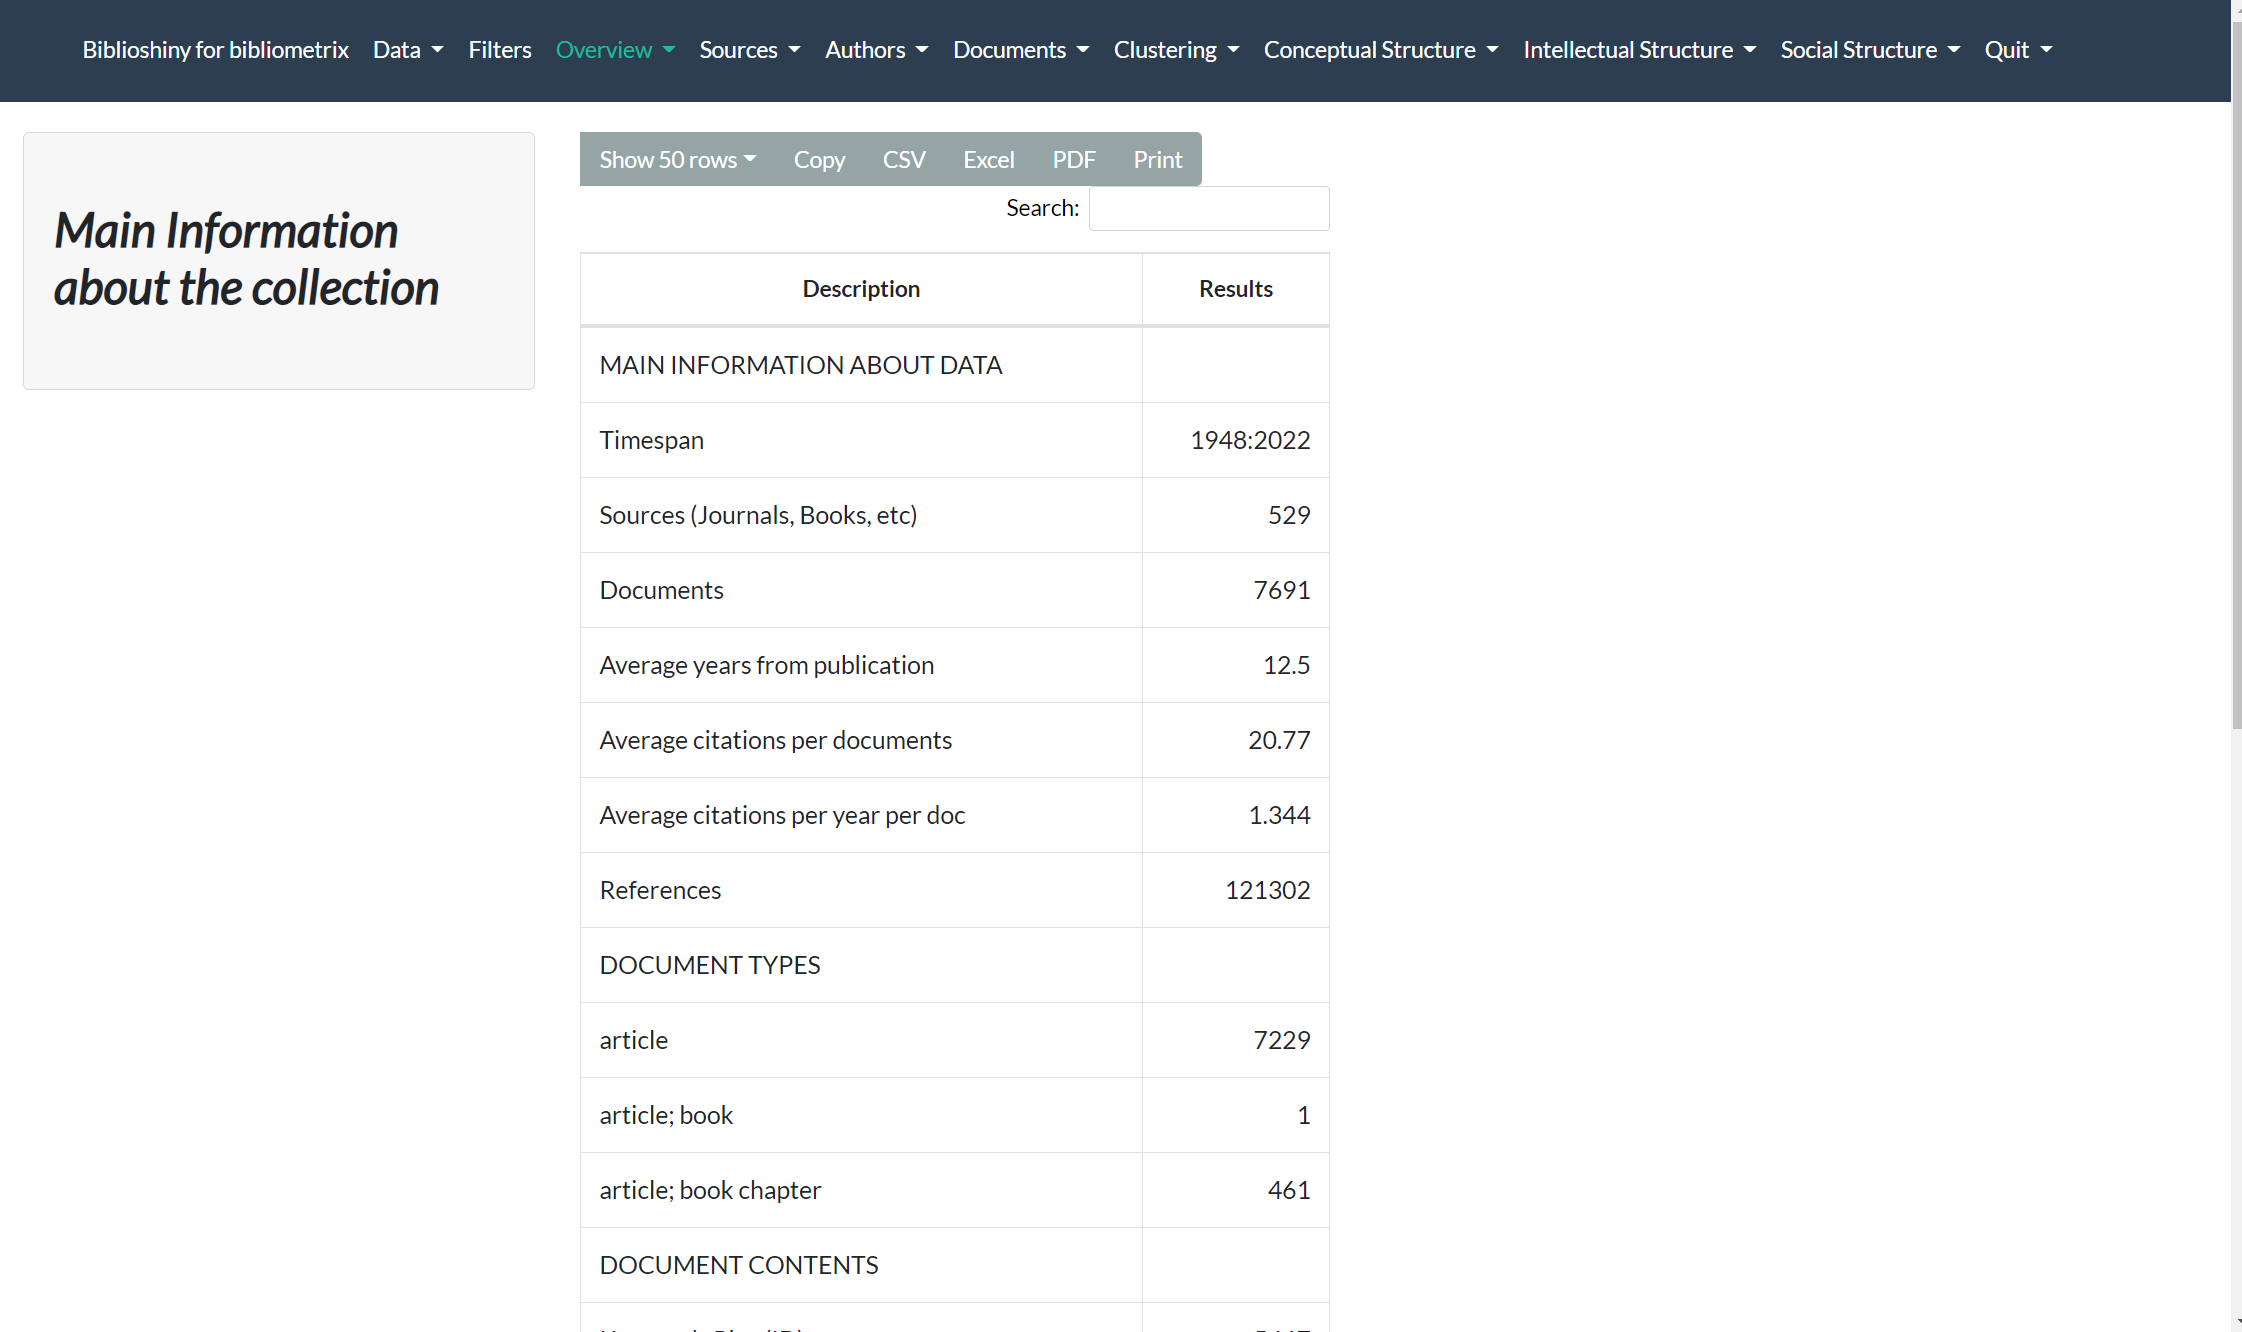 Biblioshiny for bibliometrix Data Filters Overview Sources Authors Documents Clustering Conceptual Structure Intellectual Structure Social Structure Quit
Main Information
about the collection
Show 50 rows Copy CSV Excel PDF Print
Search:
Description Results
MAIN INFORMATION ABOUT DATA
Timespan 1948:2022
Sources (Journals, Books, etc) 529
Documents 7691
Average years from publication 12.5
Average citations per documents 20.77
Average citations per year per doc 1.344
References 121302
DOCUMENT TYPES
article 7229
article; book 1
article; book chapter 461
DOCUMENT CONTENTS